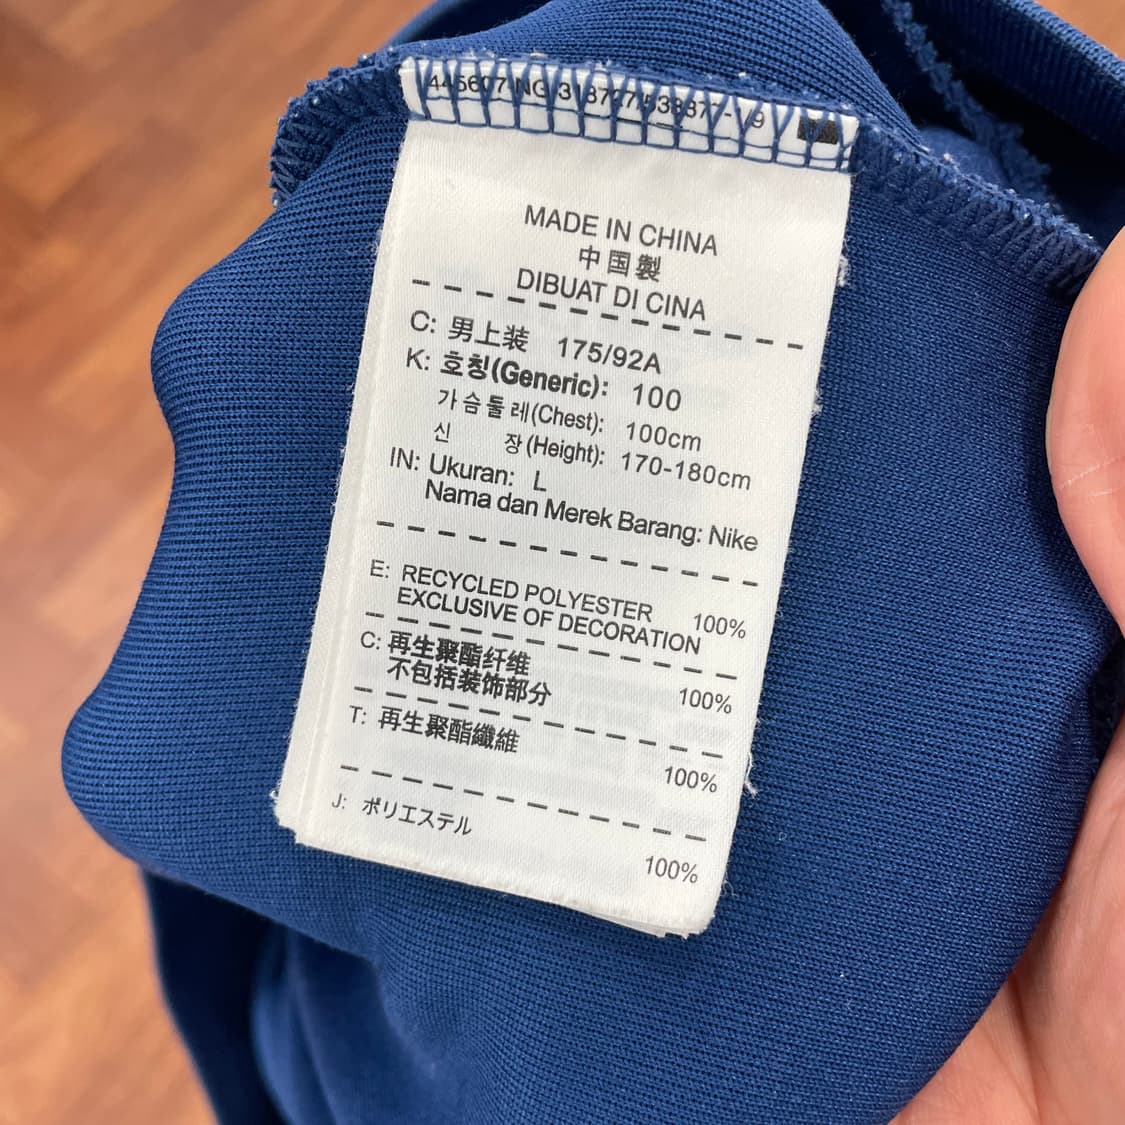 MADE IN CHINA
中国製
DIBUAT DI CINA
C: 男上装 175/92A
K: 호칭(Generic): 100
가슴둘레(Chest): 100cm
신 장(Height): 170-180cm
IN: Ukuran: L
Nama dan Merek Barang: Nike
E: RECYCLED POLYESTER 100%
EXCLUSIVE OF DECORATION
C: 再生聚酯纤维 100%
不包括装饰部分
T: 再生聚酯纖維 100%
J: ポリエステル 100%